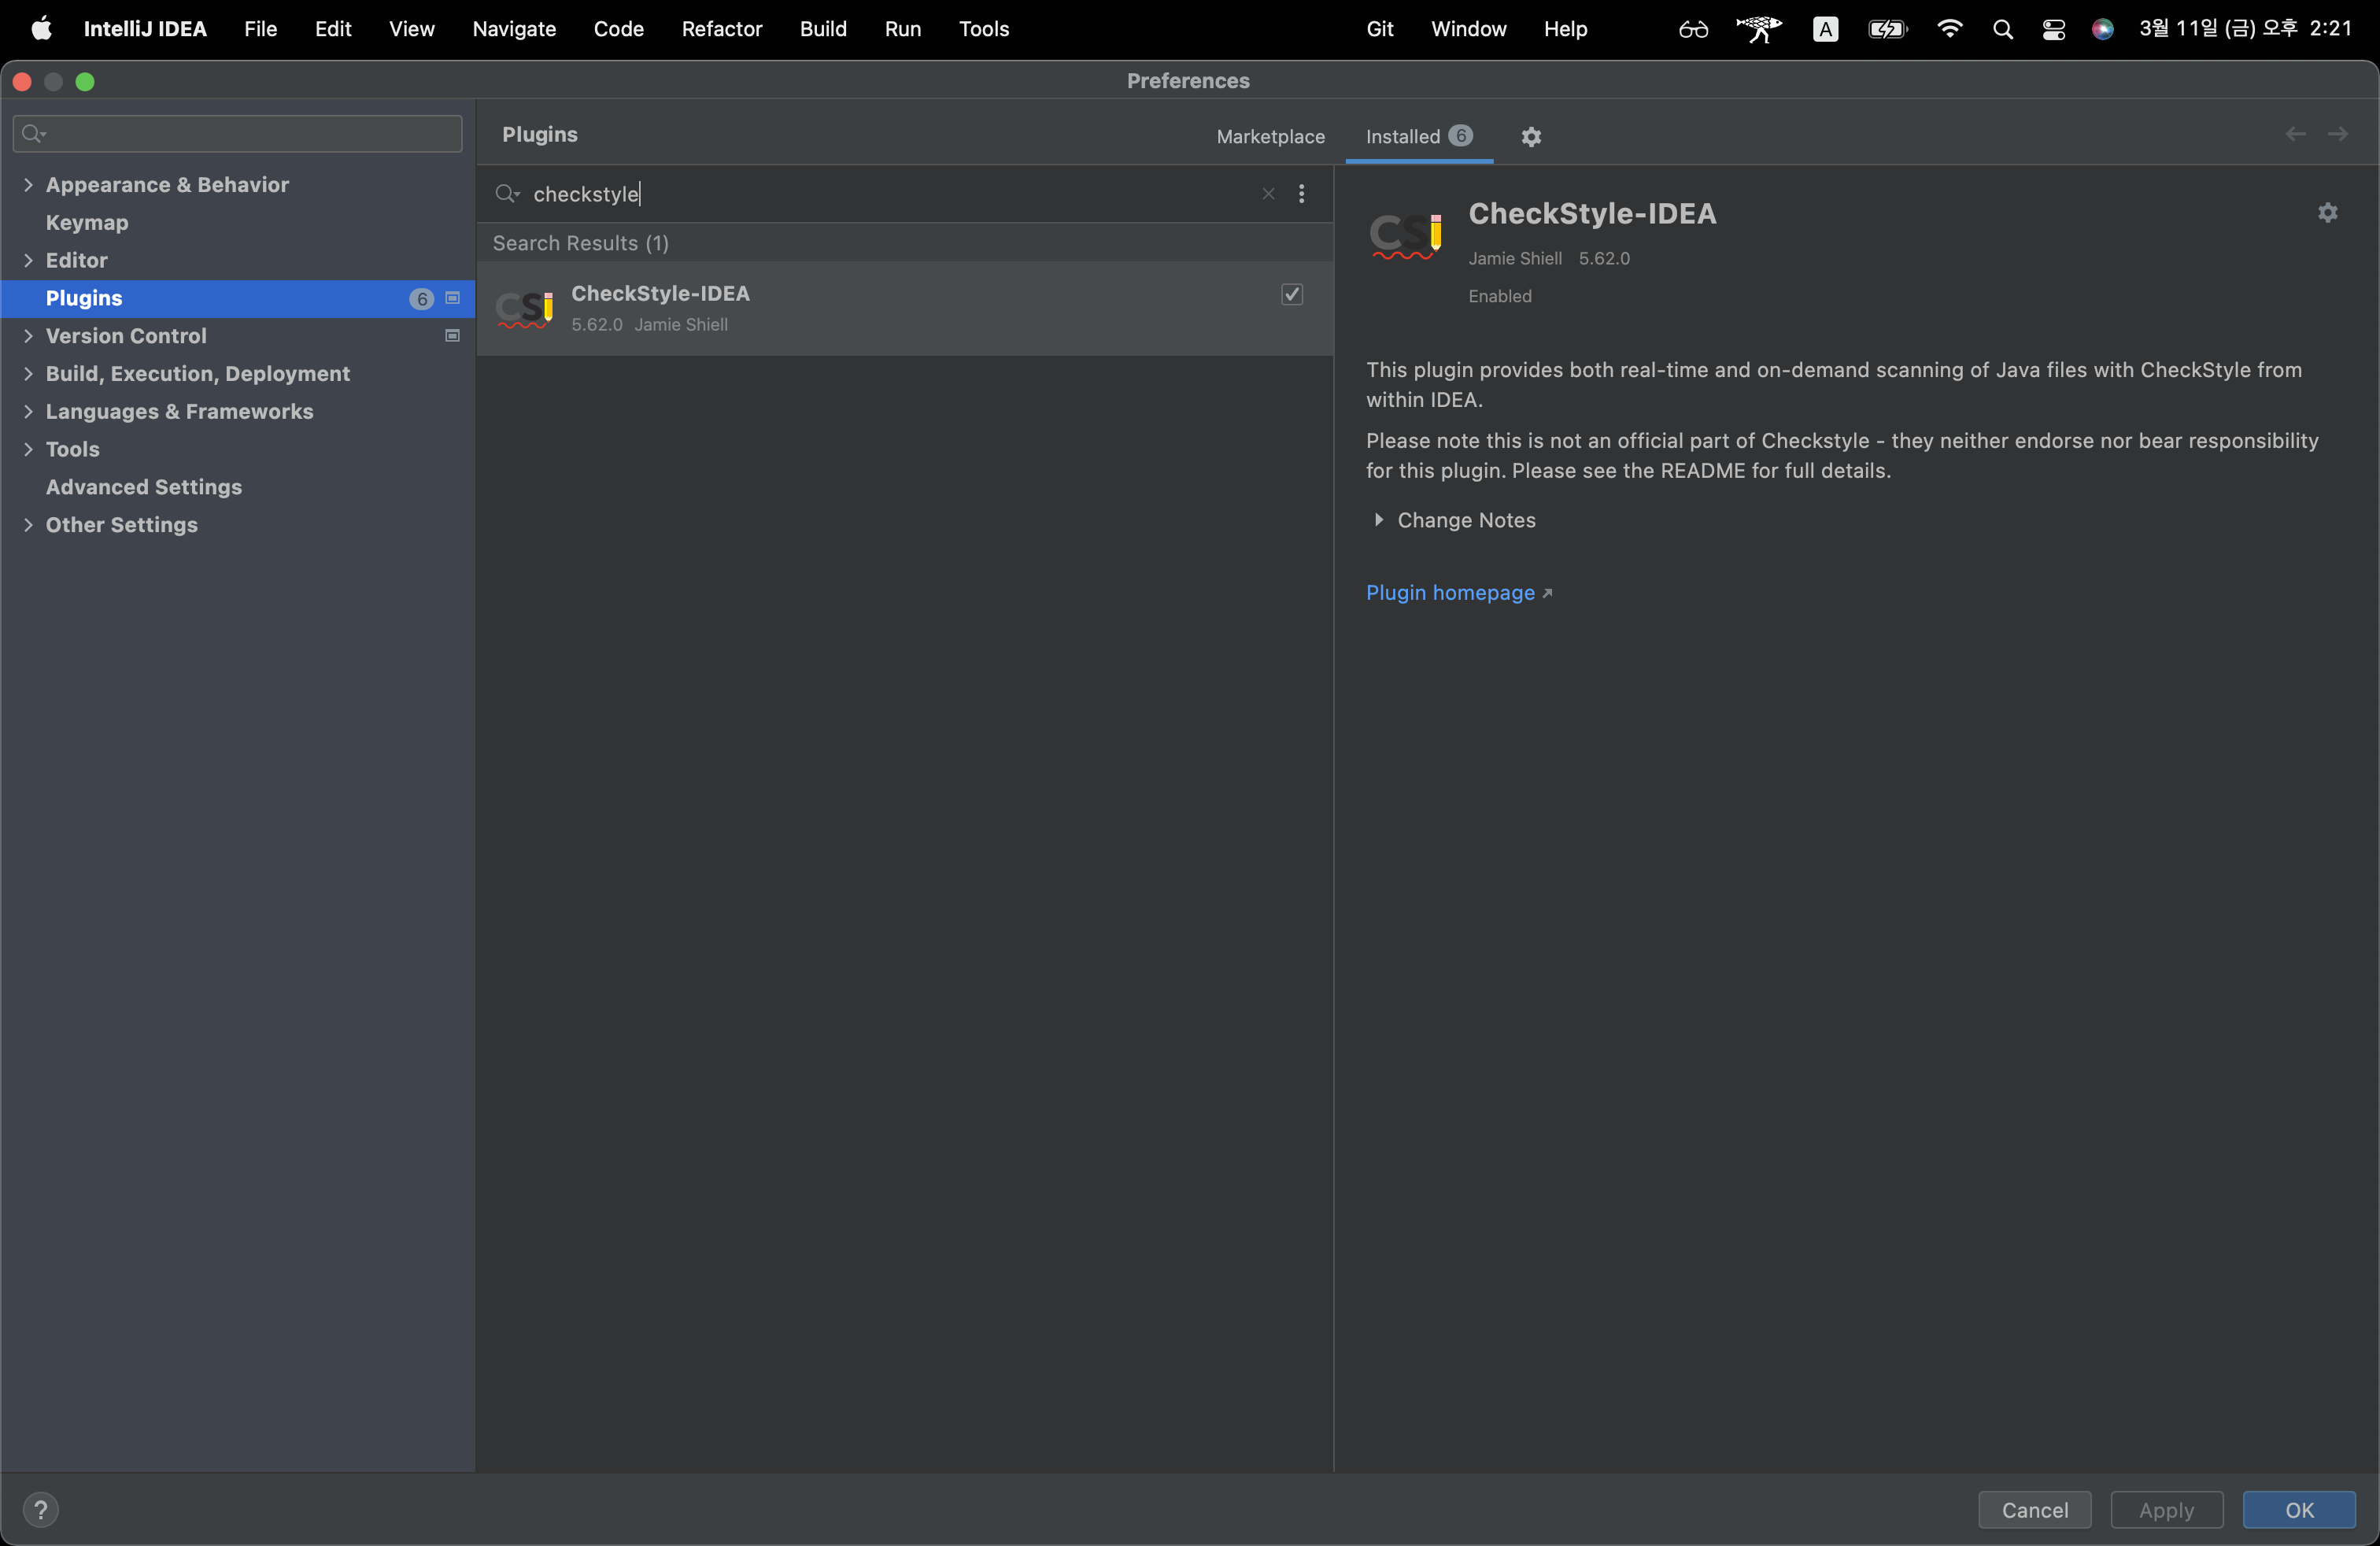 IntelliJ IDEA File Edit View Navigate Code Refactor Build Run Tools Git Window Help A 3월 11일 (금) 오후 2:21
Preferences
Appearance & Behavior
Keymap
Editor
Plugins 6
Version Control
Build, Execution, Deployment
Languages & Frameworks
Tools
Advanced Settings
Other Settings
Plugins Marketplace Installed 6
checkstyle
Search Results (1)
CSi
CheckStyle-IDEA
5.62.0 Jamie Shiell
CSi
CheckStyle-IDEA
Jamie Shiell 5.62.0
Enabled
This plugin provides both real-time and on-demand scanning of Java files with CheckStyle from
within IDEA.
Please note this is not an official part of Checkstyle - they neither endorse nor bear responsibility
for this plugin. Please see the README for full details.
Change Notes
Plugin homepage
? Cancel Apply OK